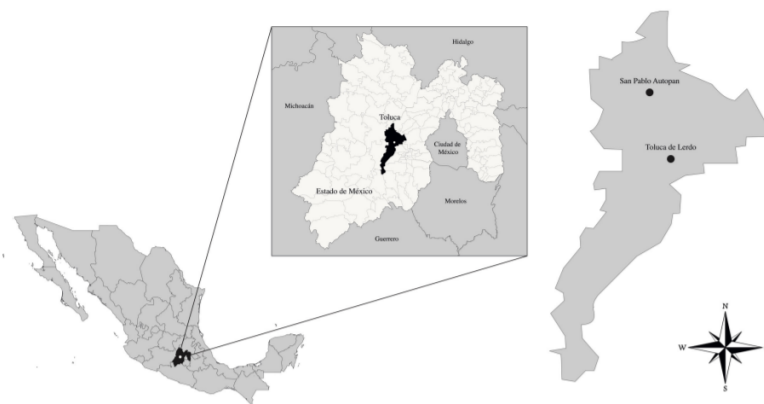 Hidalgo
Michoacán
Toluca
Ciudad de
México
Estado de México
Morelos
Guerrero
San Pablo Autopan
Toluca de Lerdo
N
W
E
S